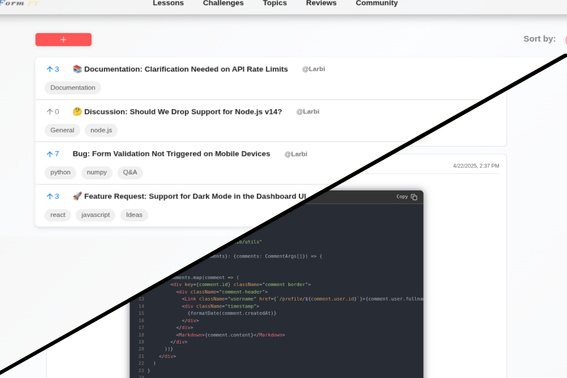 Form
Lessons Challenges Topics Reviews Community
+
Sort by:
3 📚 Documentation: Clarification Needed on API Rate Limits @Larbi
Documentation
0 🤔 Discussion: Should We Drop Support for Node.js v14? @Larbi
General node.js
7 Bug: Form Validation Not Triggered on Mobile Devices @Larbi
python numpy Q&A
4/22/2025, 2:37 PM
3 🚀 Feature Request: Support for Dark Mode in the Dashboard UI
react javascript Ideas
Copy
/utils"
ments}: {comments: CommentArgs[]}) => {
comments.map(comment => (
<div key={comment.id} className="comment border">
<div className="comment-header">
13 <Link className="username" href={`/profile/${comment.user.id}`}>{comment.user.fullna
14 <div className="timestamp">
15 {formatDate(comment.createdAt)}
16 </div>
17 </div>
18 <Markdown>{comment.content}</Markdown>
19 </div>
20 ))}
21 </div>
22 )
23 }